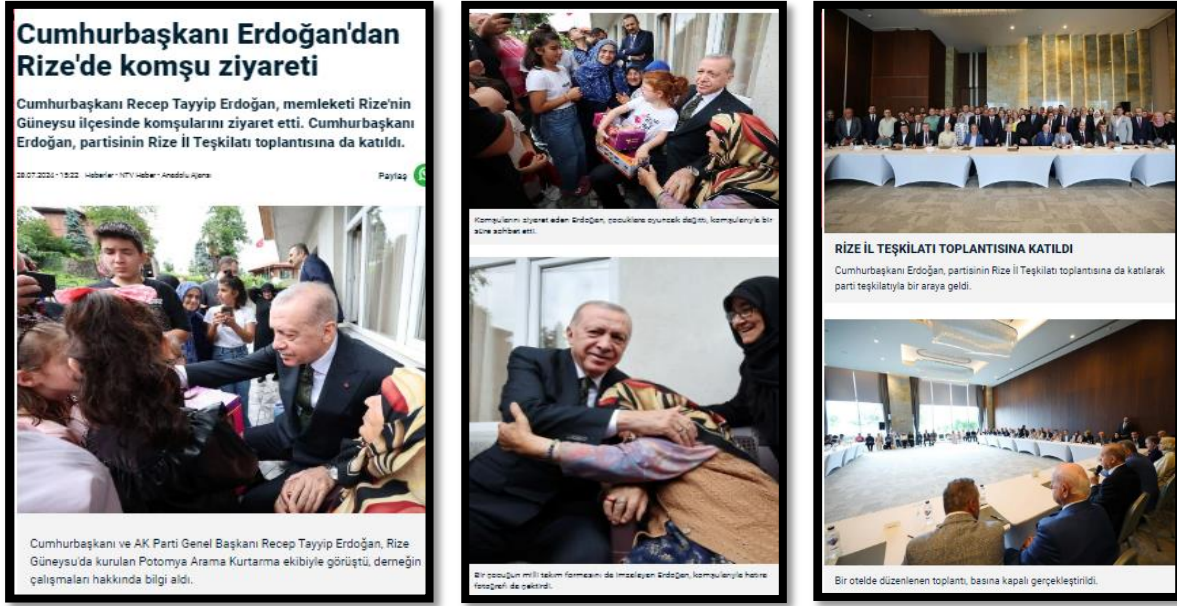 Cumhurbaşkanı Erdoğan'dan
Rize'de komşu ziyareti
Cumhurbaşkanı Recep Tayyip Erdoğan, memleketi Rize'nin
Güneysu ilçesinde komşularını ziyaret etti. Cumhurbaşkanı
Erdoğan, partisinin Rize İl Teşkilatı toplantısına da katıldı.
28.07.2024 - 15:22 Haberler - NTV Haber - Anadolu Ajansı
Paylaş
Cumhurbaşkanı ve AK Parti Genel Başkanı Recep Tayyip Erdoğan, Rize
Güneysu'da kurulan Potomya Arama Kurtarma ekibiyle görüştü, derneğin
çalışmaları hakkında bilgi aldı.
Komşularını ziyaret eden Erdoğan, çocuklara oyuncak dağıttı, komşularıyla bir
süre sohbet etti.
Bir çocuğun milli takım formasını da imzalayan Erdoğan, komşularıyla hatıra
fotoğrafı da çektirdi.
RİZE İL TEŞKİLATI TOPLANTISINA KATILDI
Cumhurbaşkanı Erdoğan, partisinin Rize İl Teşkilatı toplantısına da katılarak
parti teşkilatıyla bir araya geldi.
Bir otelde düzenlenen toplantı, basına kapalı gerçekleştirildi.